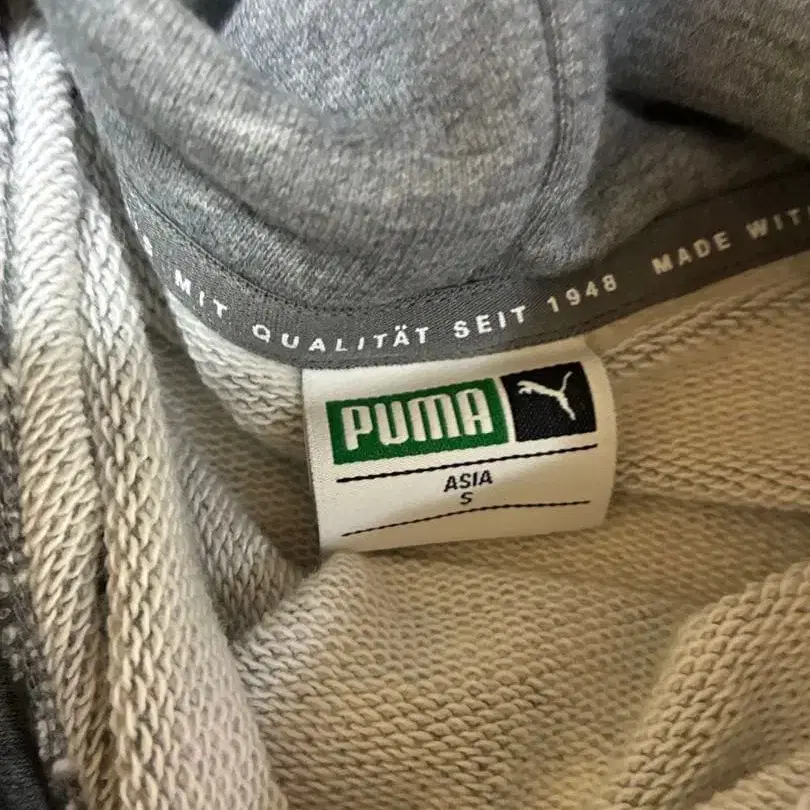 MIT QUALITÄT SEIT 1948 MADE WIT
PUMA
ASIA
S